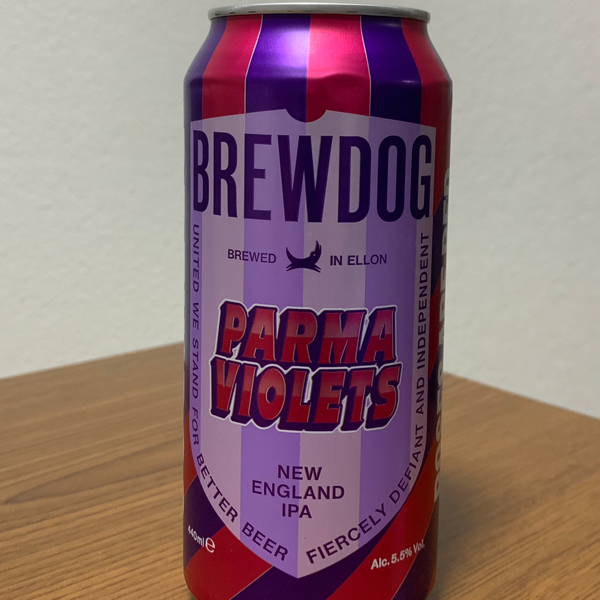 BREWDOG
BREWED IN ELLON
PARMA
VIOLETS
NEW
ENGLAND
IPA
UNITED WE STAND FOR BETTER BEER
FIERCELY DEFIANT AND INDEPENDENT
440ml e
Alc. 5.5% Vol.